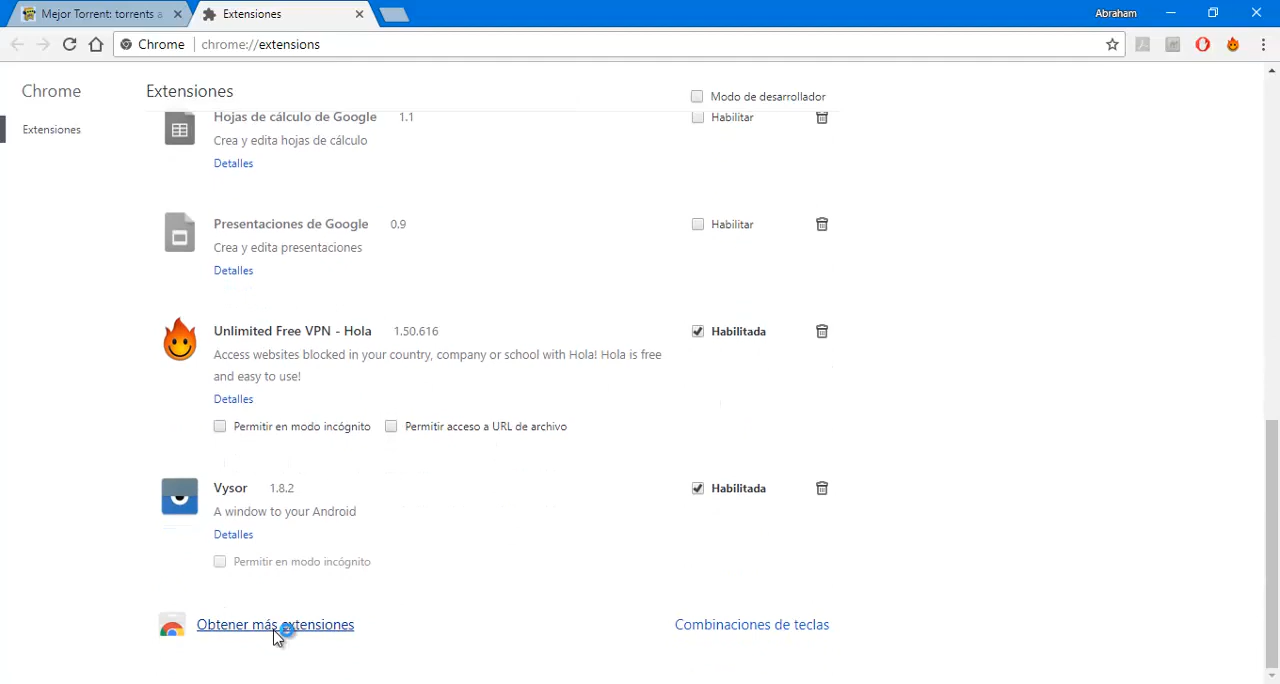 Mejor Torrent: torrents a
Extensiones
Abraham
Chrome
chrome://extensions
Chrome
Extensiones
Extensiones
Modo de desarrollador
Hojas de cálculo de Google 1.1
Habilitar
Crea y edita hojas de cálculo
Detalles
Presentaciones de Google 0.9
Habilitar
Crea y edita presentaciones
Detalles
Unlimited Free VPN - Hola 1.50.616
Habilitada
Access websites blocked in your country, company or school with Hola! Hola is free
and easy to use!
Detalles
Permitir en modo incógnito Permitir acceso a URL de archivo
Vysor 1.8.2
Habilitada
A window to your Android
Detalles
Permitir en modo incógnito
Obtener más extensiones
Combinaciones de teclas